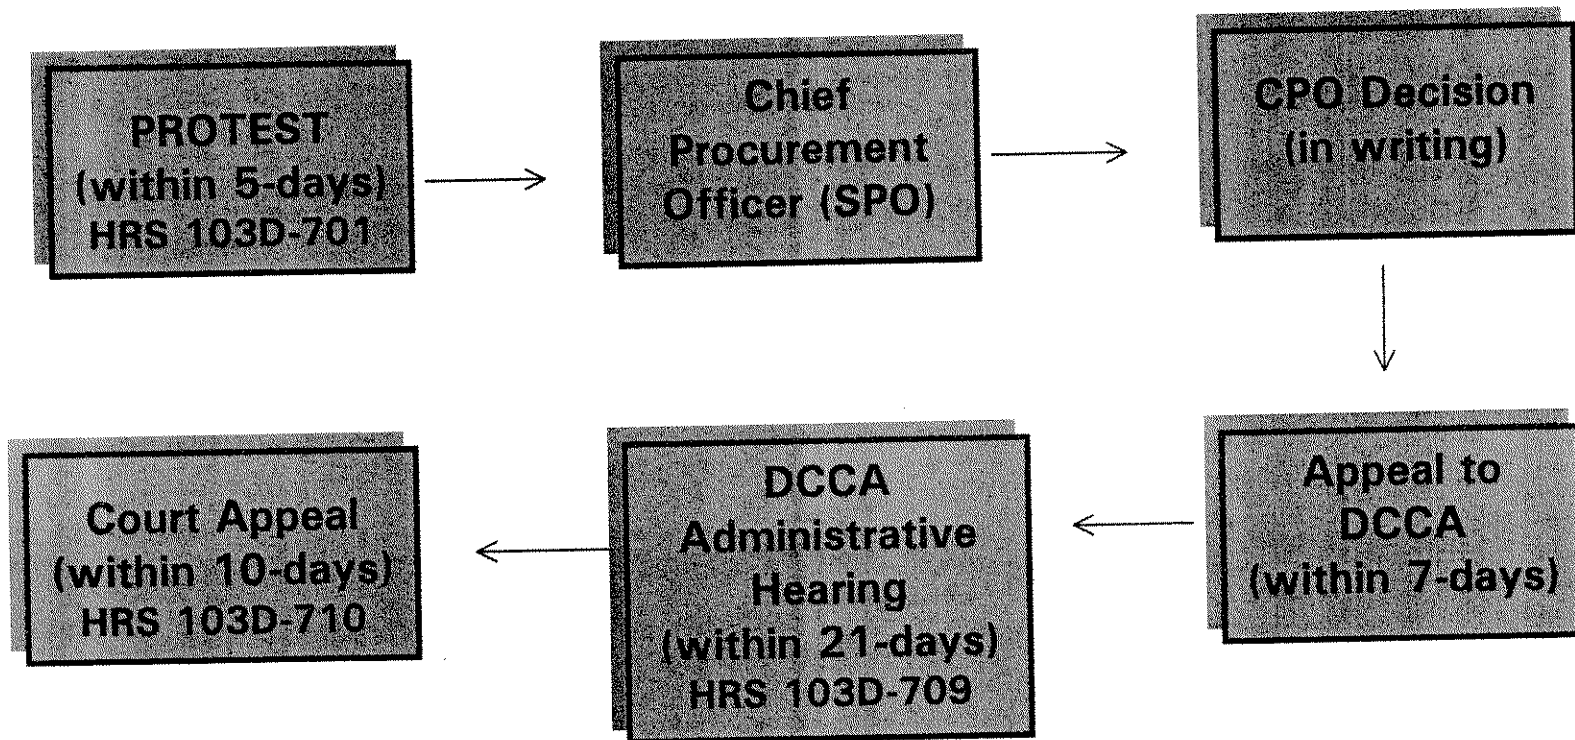 PROTEST
(within 5-days)
HRS 103D-701
Chief
Procurement
Officer (SPO)
CPO Decision
(in writing)
Appeal to
DCCA
(within 7-days)
DCCA
Administrative
Hearing
(within 21-days)
HRS 103D-709
Court Appeal
(within 10-days)
HRS 103D-710